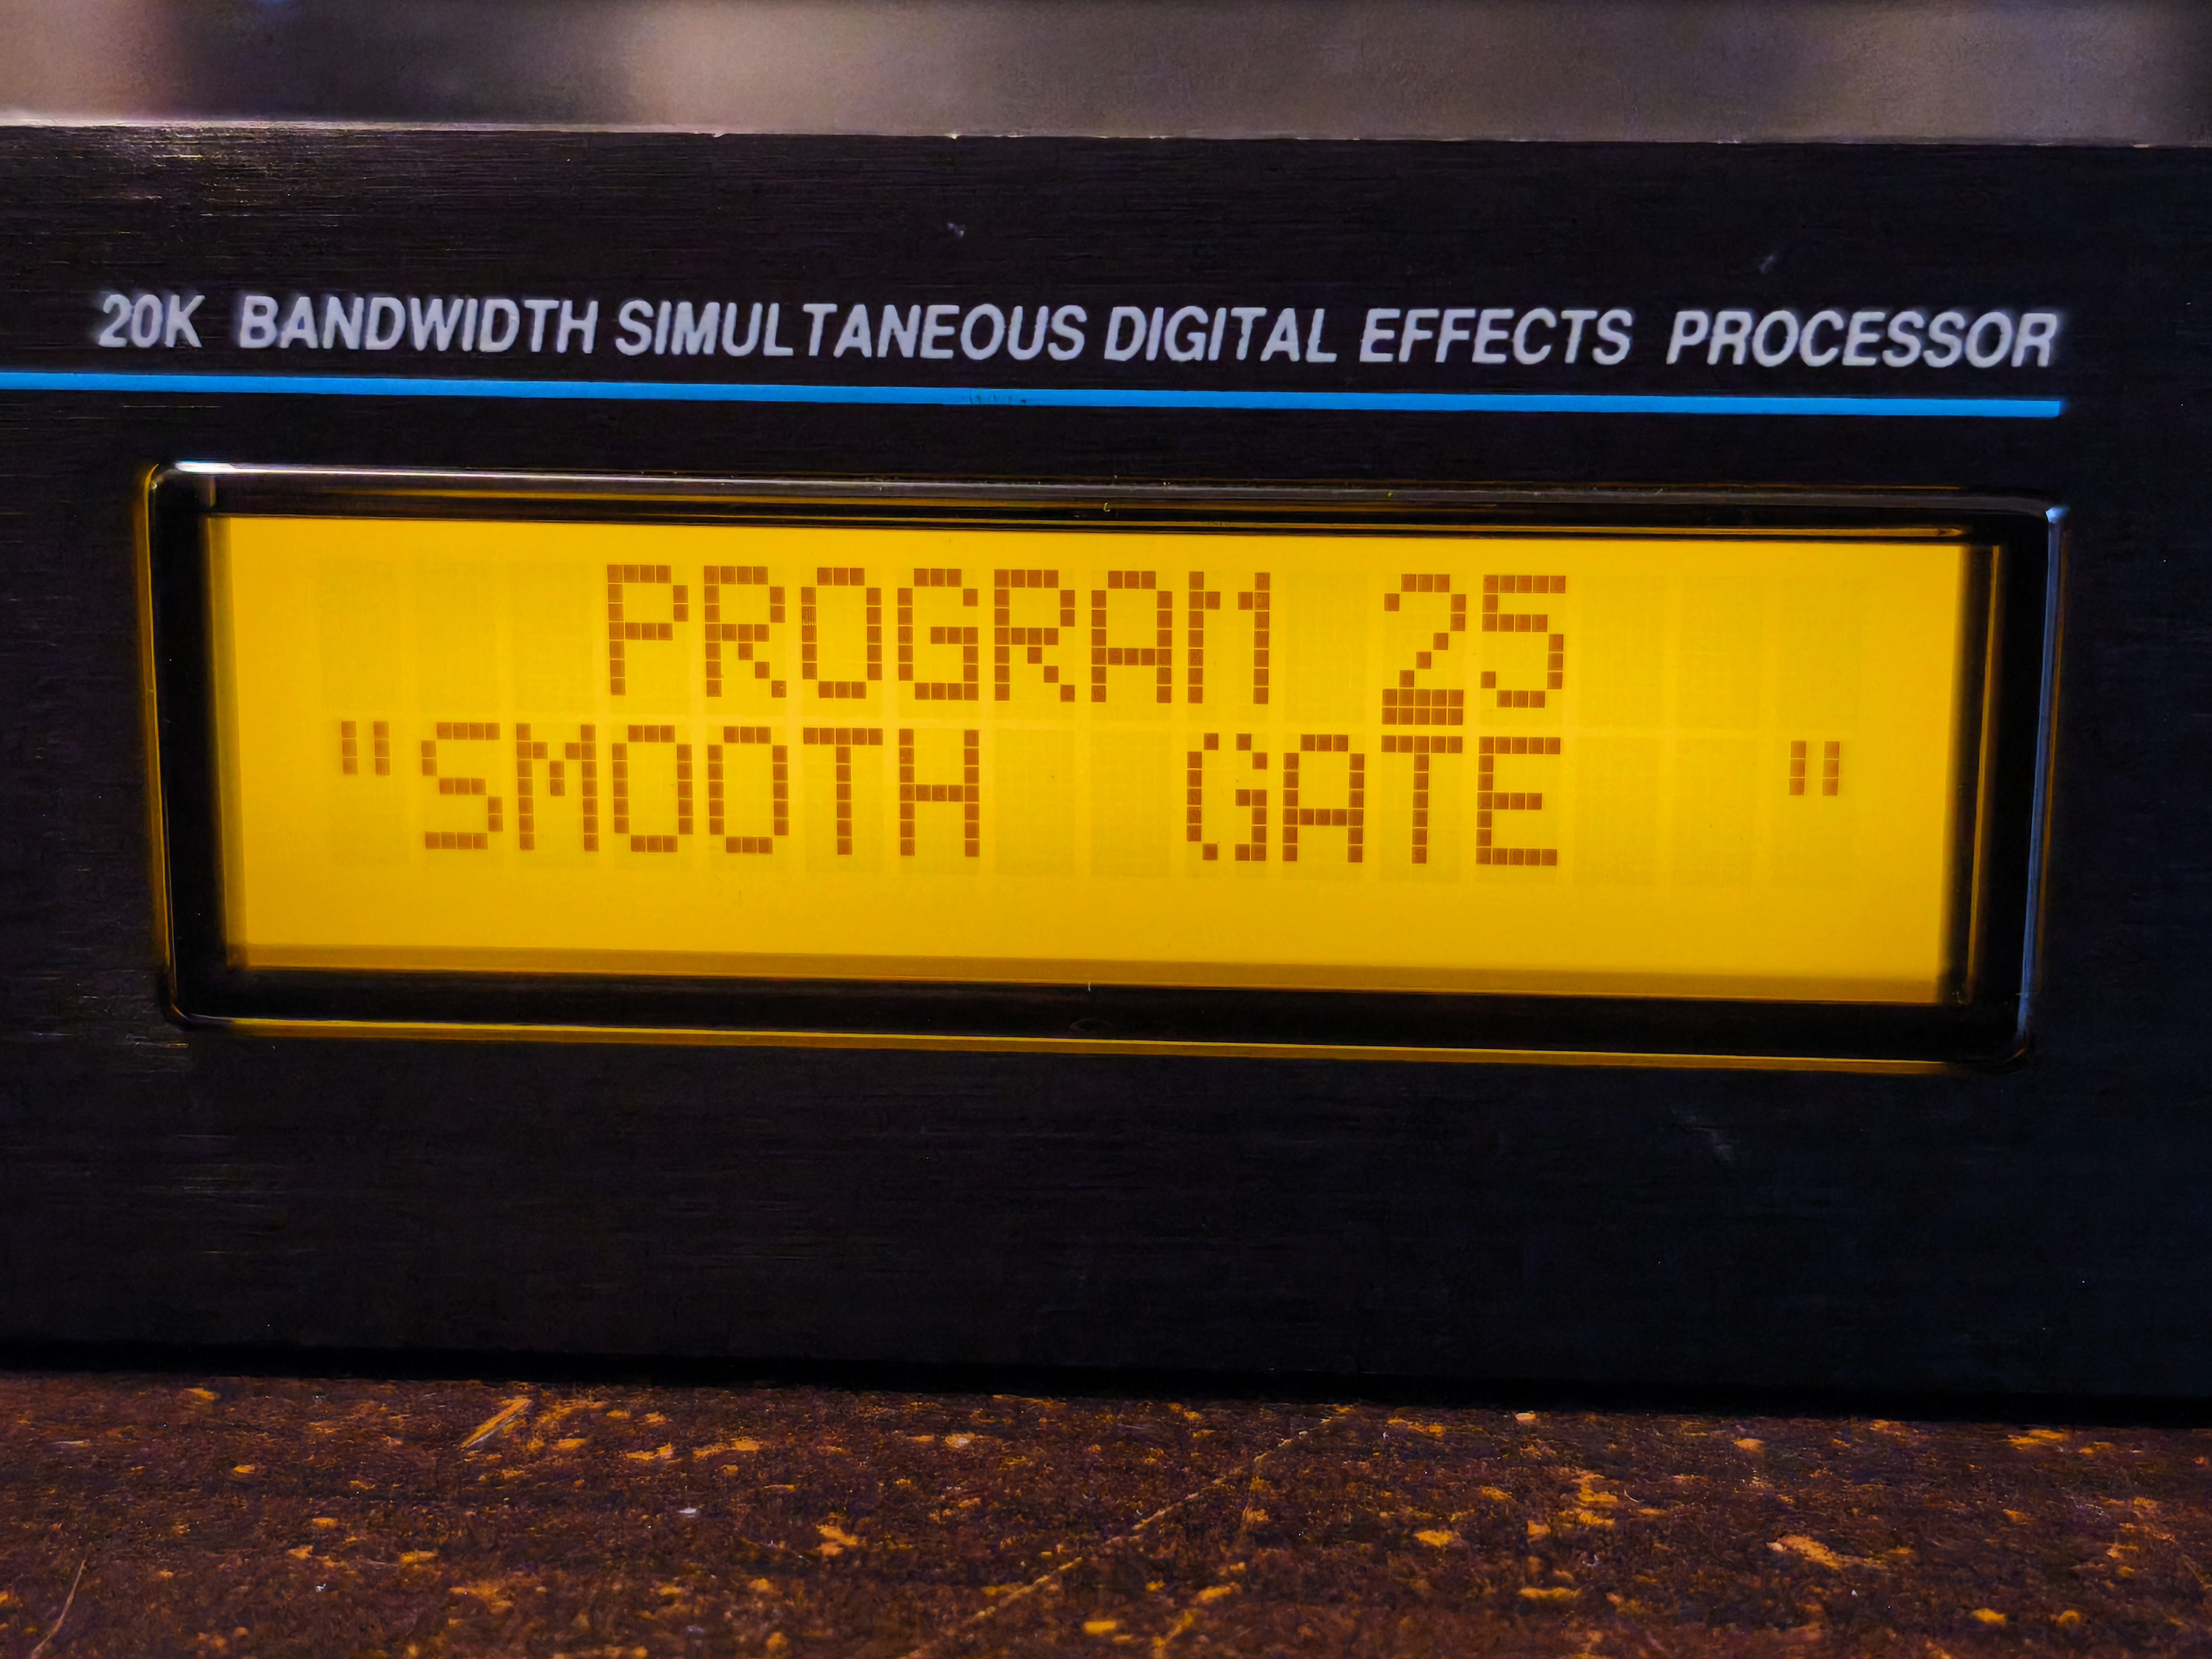 20K BANDWIDTH SIMULTANEOUS DIGITAL EFFECTS PROCESSOR
PROGRAM 25
"SMOOTH  GATE  "